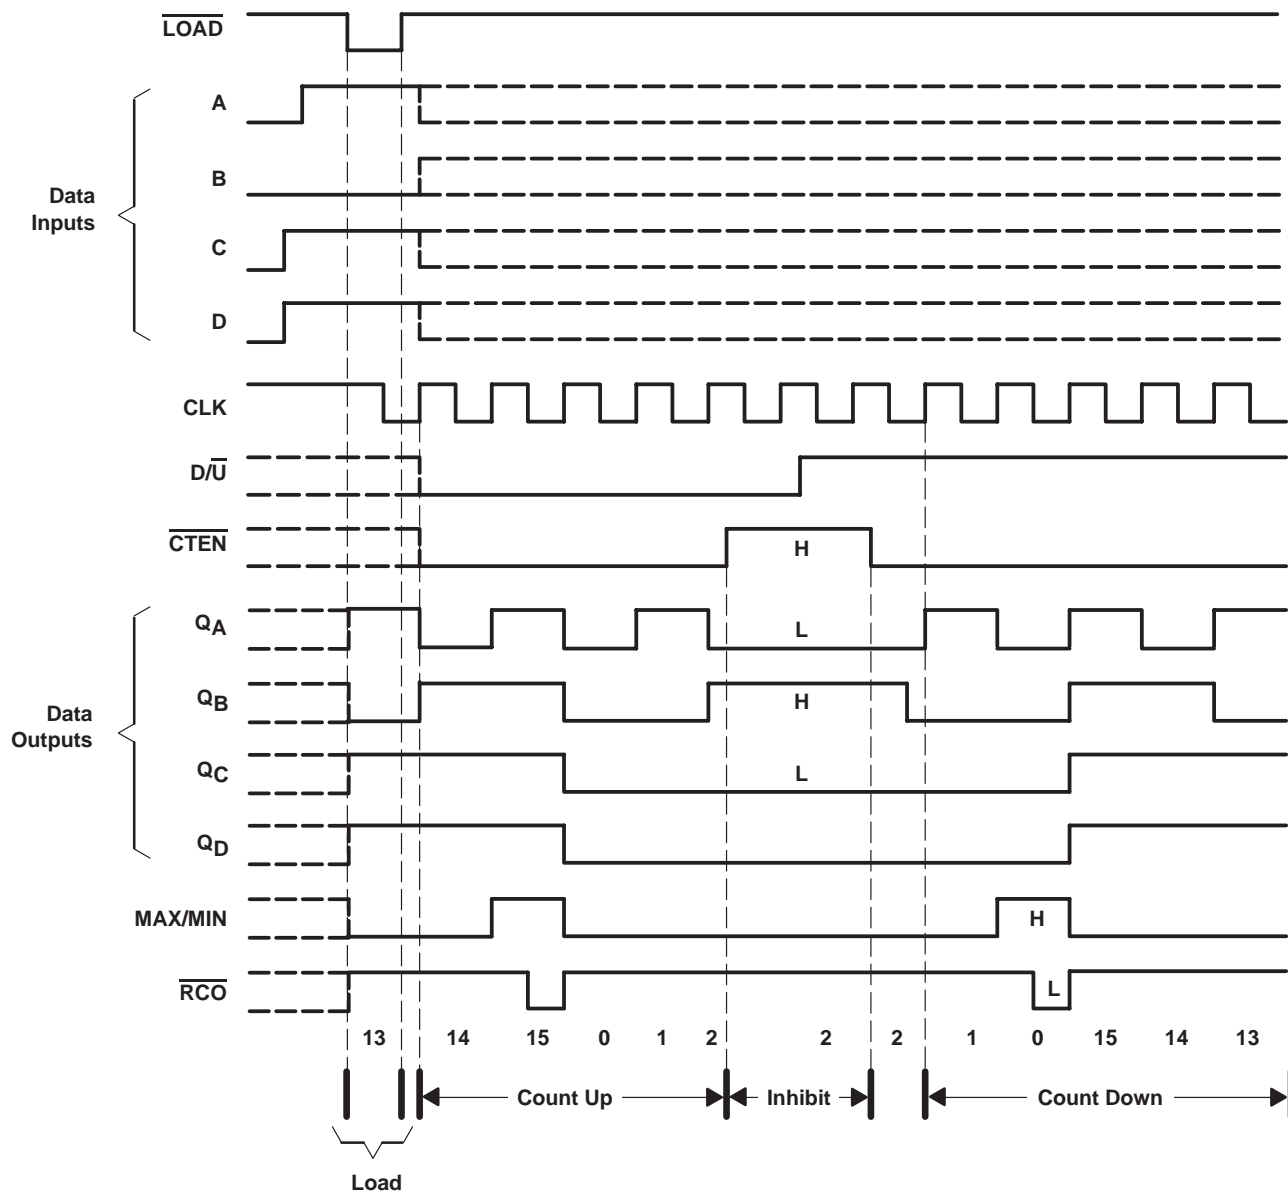 LOAD
A
B
Data
Inputs
C
D
CLK
D/U
CTEN
H
QA
L
QB
H
Data
Outputs
QC
L
QD
MAX/MIN
H
RCO
L
13 14 15 0 1 2 2 2 1 0 15 14 13
Count Up Inhibit Count Down
Load